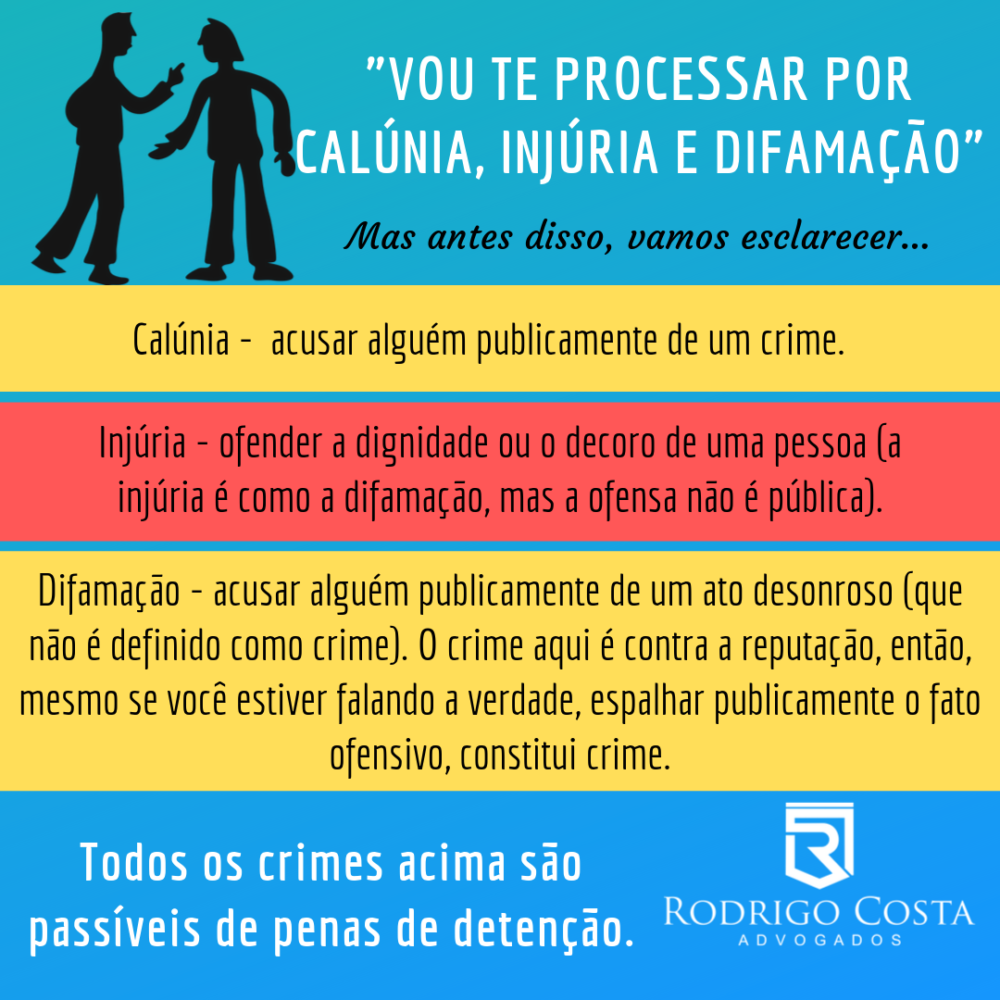 "VOU TE PROCESSAR POR
CALÚNIA, INJÚRIA E DIFAMAÇÃO"
Mas antes disso, vamos esclarecer...
Calúnia - acusar alguém publicamente de um crime.
Injúria - ofender a dignidade ou o decoro de uma pessoa (a
injúria é como a difamação, mas a ofensa não é pública).
Difamação - acusar alguém publicamente de um ato desonroso (que
não é definido como crime). O crime aqui é contra a reputação, então,
mesmo se você estiver falando a verdade, espalhar publicamente o fato
ofensivo, constitui crime.
Todos os crimes acima são
passíveis de penas de detenção.
RODRIGO COSTA
ADVOGADOS